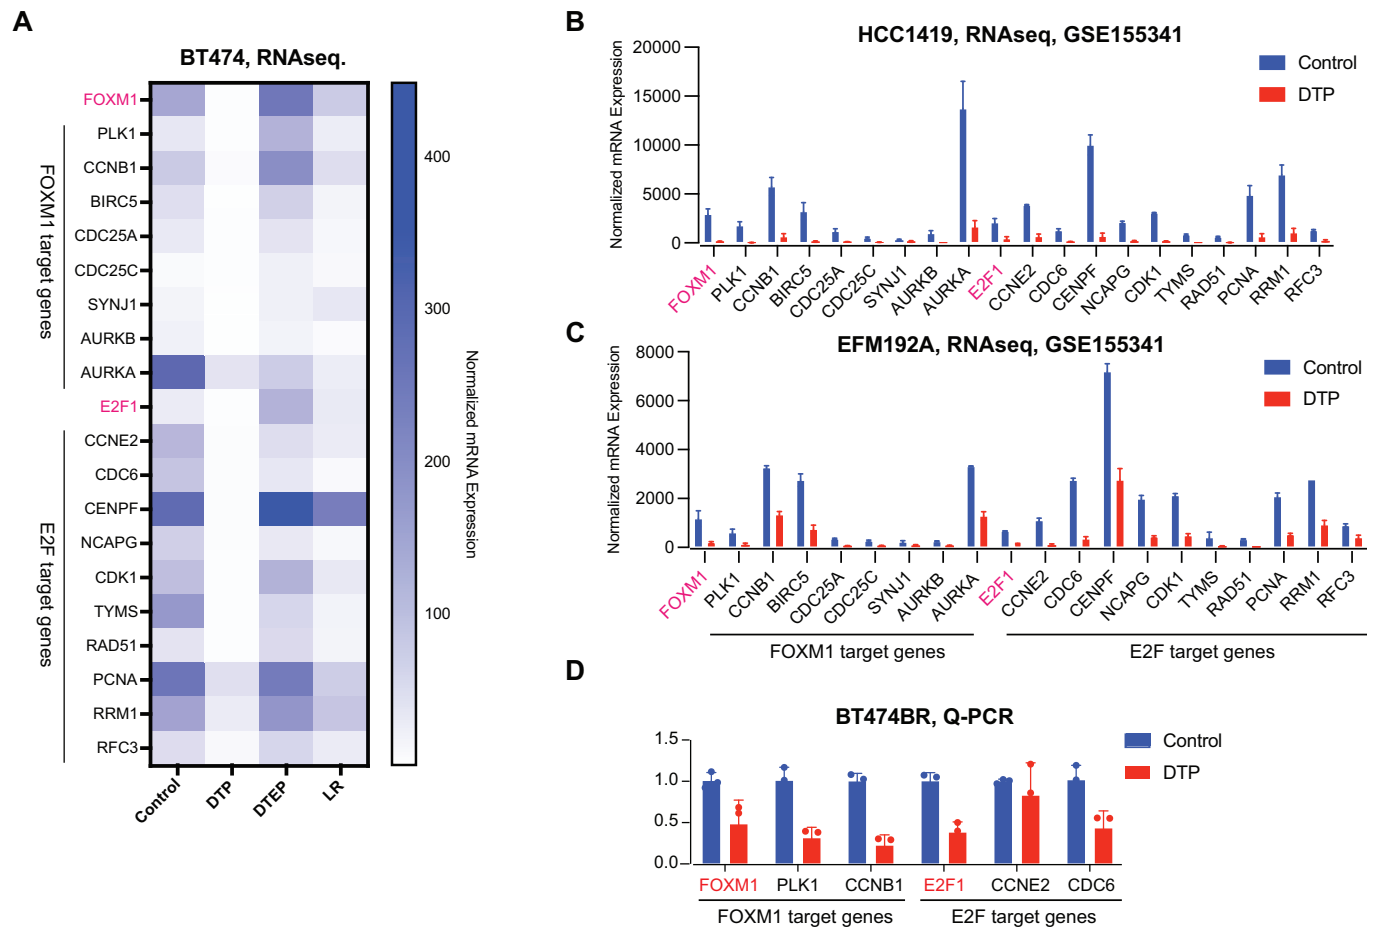 A
BT474, RNAseq.
FOXM1
PLK1
CCNB1
BIRC5
CDC25A
CDC25C
SYNJ1
AURKB
AURKA
E2F1
CCNE2
CDC6
CENPF
NCAPG
CDK1
TYMS
RAD51
PCNA
RRM1
RFC3
FOXM1 target genes
E2F target genes
Control
DTP
DTEP
LR
400
300
200
100
Normalized mRNA Expression
B
HCC1419, RNAseq, GSE155341
Normalized mRNA Expression
20000
15000
10000
5000
0
Control
DTP
FOXM1
PLK1
CCNB1
BIRC5
CDC25A
CDC25C
SYNJ1
AURKB
AURKA
E2F1
CCNE2
CDC6
CENPF
NCAPG
CDK1
TYMS
RAD51
PCNA
RRM1
RFC3
C
EFM192A, RNAseq, GSE155341
Normalized mRNA Expression
8000
6000
4000
2000
0
Control
DTP
FOXM1
PLK1
CCNB1
BIRC5
CDC25A
CDC25C
SYNJ1
AURKB
AURKA
E2F1
CCNE2
CDC6
CENPF
NCAPG
CDK1
TYMS
RAD51
PCNA
RRM1
RFC3
FOXM1 target genes
E2F target genes
D
BT474BR, Q-PCR
1.5
1.0
0.5
0.0
Control
DTP
FOXM1
PLK1
CCNB1
E2F1
CCNE2
CDC6
FOXM1 target genes
E2F target genes